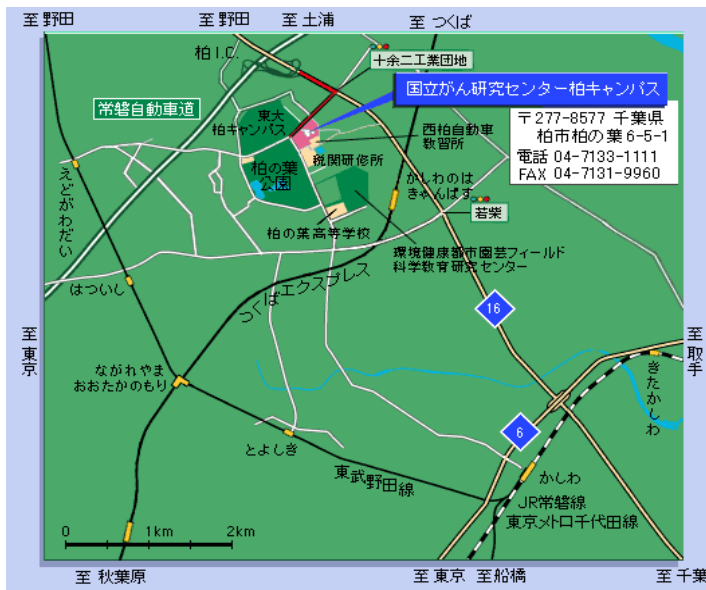 至野田
至野田
至土浦
至つくば
柏I.C.
十余二工業団地
国立がん研究センター柏キャンパス
常磐自動車道
東大
柏キャンパス
〒277-8577 千葉県
柏市柏の葉6-5-1
電話 04-7133-1111
FAX 04-7131-9960
西柏自動車
教習所
税関研修所
柏の葉
公園
えどがわだい
かしわのは
きゃんぱす
若柴
柏の葉高等学校
環境健康都市園芸フィールド
科学教育研究センター
はついし
つくばエクスプレス
16
至東京
至取手
ながれやま
おおたかのもり
きたかしわ
6
とよしき
東武野田線
かしわ
JR常磐線
東京メトロ千代田線
0 1km 2km
至秋葉原
至東京
至船橋
至千葉